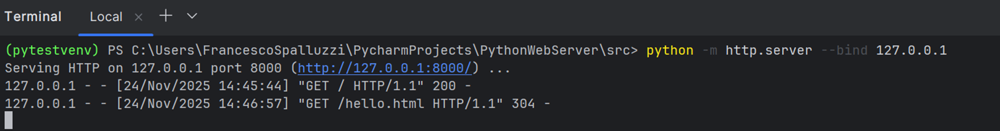 Terminal Local × + ⌄
(pytestvenv) PS C:\Users\FrancescoSpalluzzi\PycharmProjects\PythonWebServer\src> python -m http.server --bind 127.0.0.1
Serving HTTP on 127.0.0.1 port 8000 (http://127.0.0.1:8000/) ...
127.0.0.1 - - [24/Nov/2025 14:45:44] "GET / HTTP/1.1" 200 -
127.0.0.1 - - [24/Nov/2025 14:46:57] "GET /hello.html HTTP/1.1" 304 -